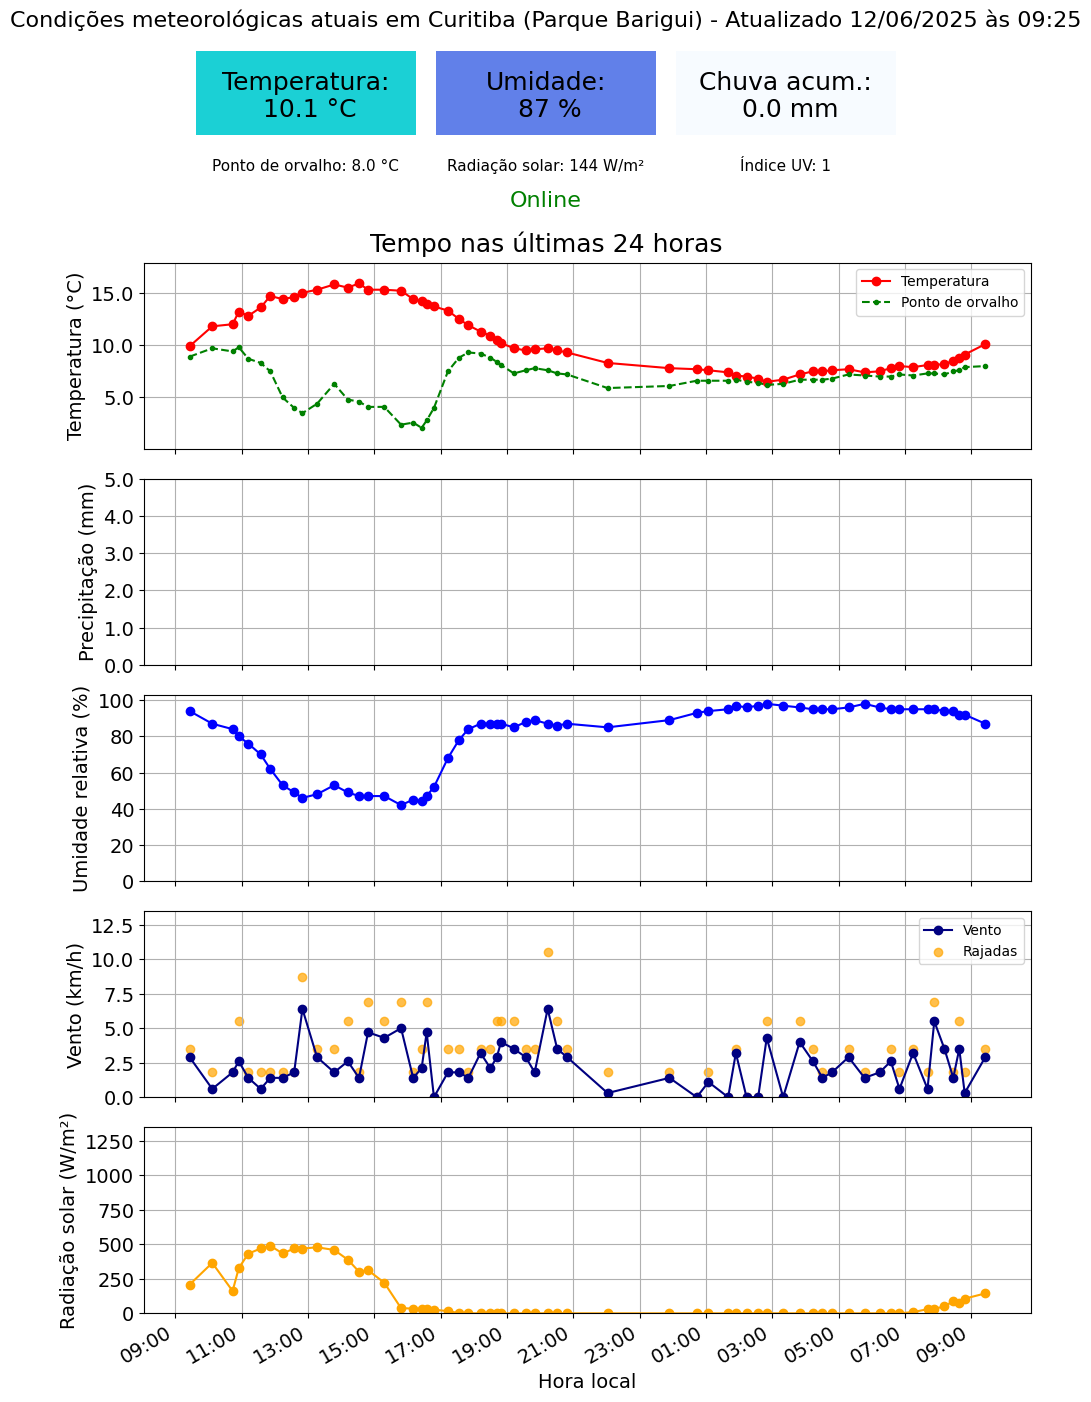 Condições meteorológicas atuais em Curitiba (Parque Barigui) - Atualizado 12/06/2025 às 09:25
Temperatura:
10.1 °C
Umidade:
87 %
Chuva acum.:
0.0 mm
Ponto de orvalho: 8.0 °C
Radiação solar: 144 W/m²
Índice UV: 1
Online
Tempo nas últimas 24 horas
Temperatura (°C)
15.0
10.0
5.0
Temperatura
Ponto de orvalho
Precipitação (mm)
5.0
4.0
3.0
2.0
1.0
0.0
Umidade relativa (%)
100
80
60
40
20
0
Vento (km/h)
12.5
10.0
7.5
5.0
2.5
0.0
Vento
Rajadas
Radiação solar (W/m²)
1250
1000
750
500
250
0
09:00
11:00
13:00
15:00
17:00
19:00
21:00
23:00
01:00
03:00
05:00
07:00
09:00
Hora local